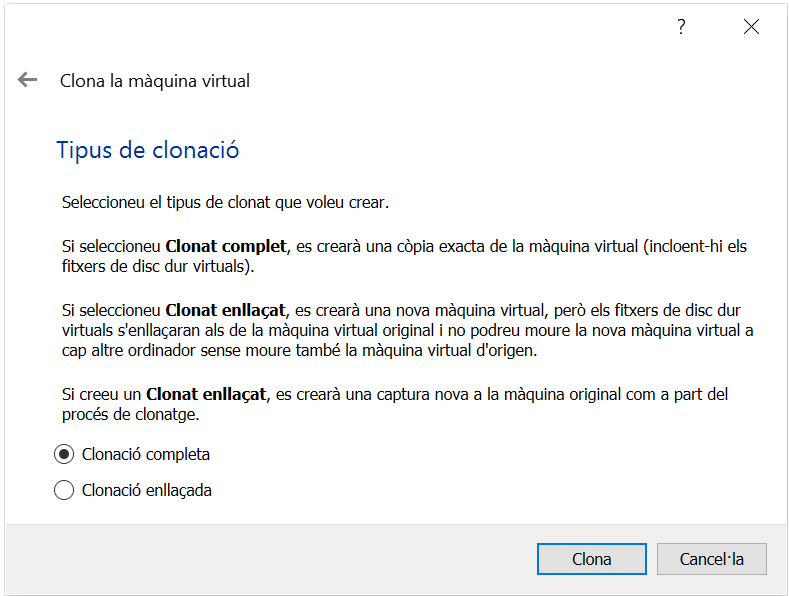 ?
Clona la màquina virtual
Tipus de clonació
Seleccioneu el tipus de clonat que voleu crear.
Si seleccioneu Clonat complet, es crearà una còpia exacta de la màquina virtual (incloent-hi els
fitxers de disc dur virtuals).
Si seleccioneu Clonat enllaçat, es crearà una nova màquina virtual, però els fitxers de disc dur
virtuals s'enllaçaran als de la màquina virtual original i no podreu moure la nova màquina virtual a
cap altre ordinador sense moure també la màquina virtual d'origen.
Si creeu un Clonat enllaçat, es crearà una captura nova a la màquina original com a part del
procés de clonatge.
Clonació completa
Clonació enllaçada
Clona
Cancel·la